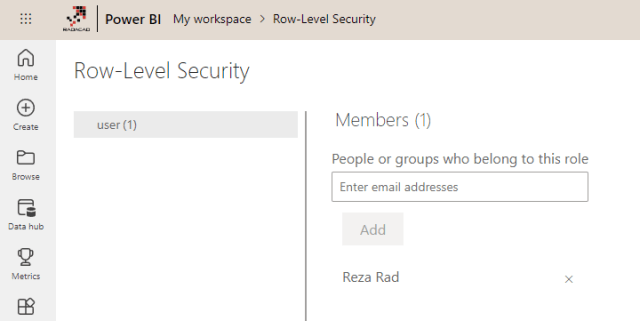 RADACAD Power BI My workspace > Row-Level Security
Home
Create
Browse
Data hub
Metrics
Row-Level Security
user (1)
Members (1)
People or groups who belong to this role
Enter email addresses
Add
Reza Rad ×